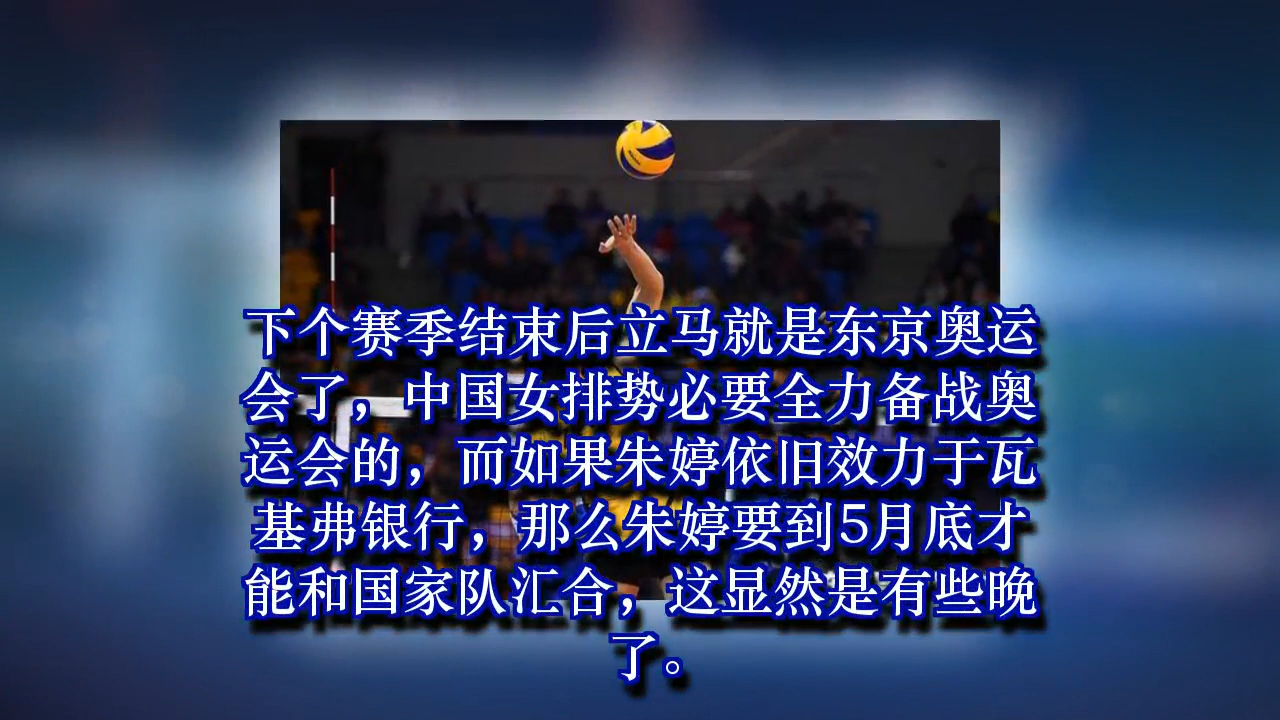 下个赛季结束后立马就是东京奥运
会了，中国女排势必要全力备战奥
运会的，而如果朱婷依旧效力于瓦
基弗银行，那么朱婷要到5月底才
能和国家队汇合，这显然是有些晚
了。